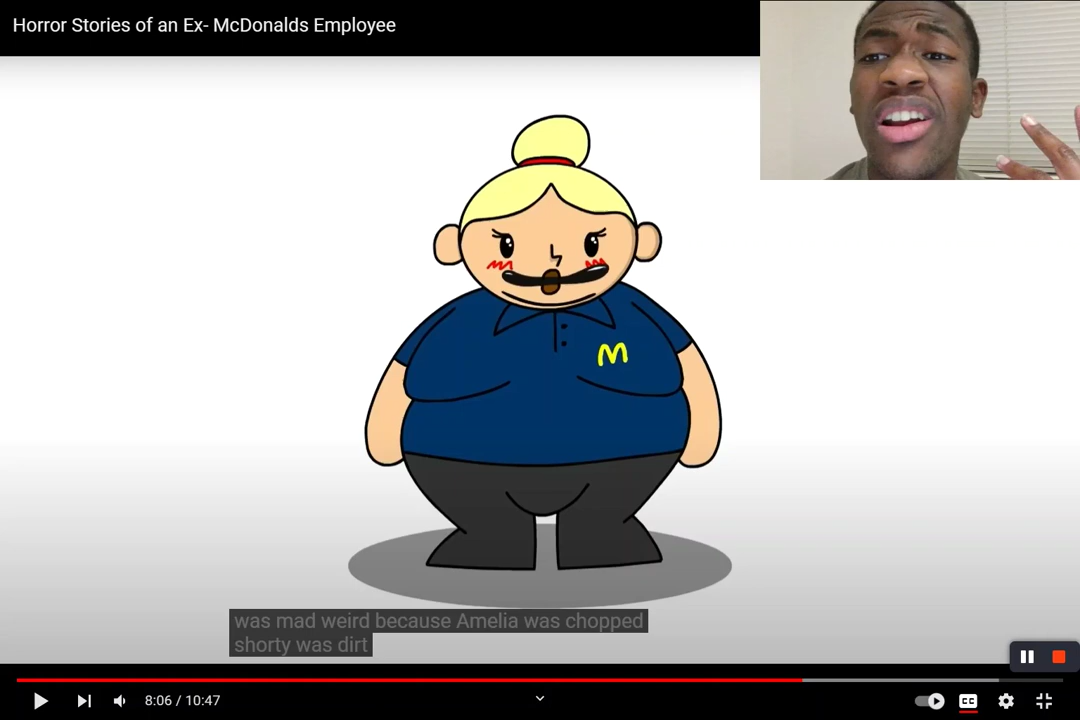 Horror Stories of an Ex- McDonalds Employee
M
was mad weird because Amelia was chopped
shorty was dirt
8:06 / 10:47
CC